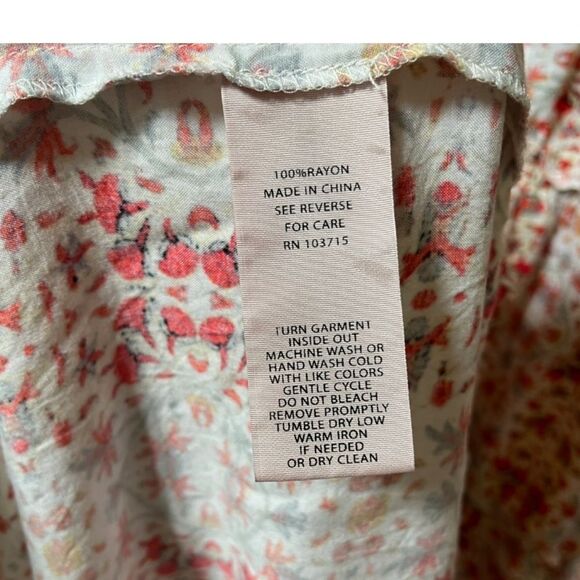 100%RAYON
MADE IN CHINA
SEE REVERSE
FOR CARE
RN 103715
TURN GARMENT
INSIDE OUT
MACHINE WASH OR
HAND WASH COLD
WITH LIKE COLORS
GENTLE CYCLE
DO NOT BLEACH
REMOVE PROMPTLY
TUMBLE DRY LOW
WARM IRON
IF NEEDED
OR DRY CLEAN